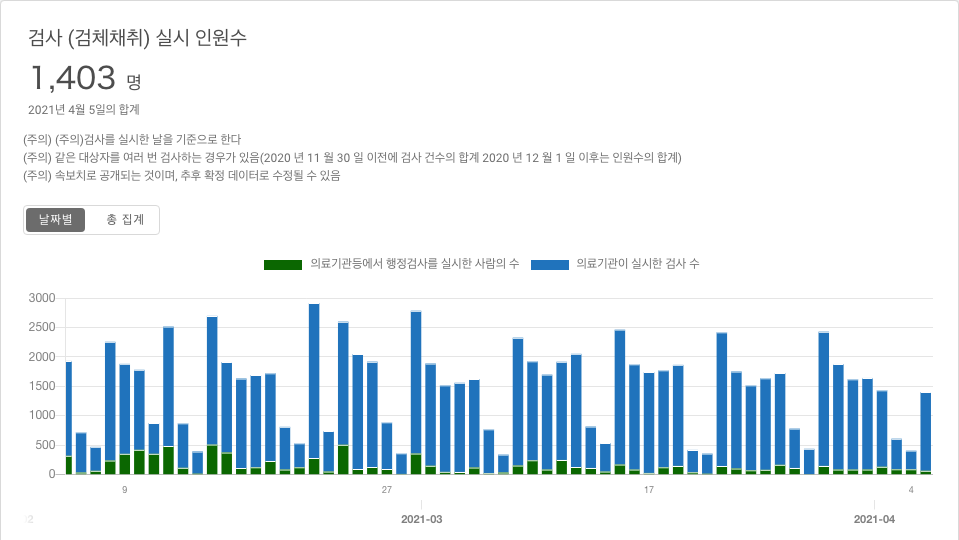 검사 (검체채취) 실시 인원수
1,403 명
2021년 4월 5일의 합계
(주의) (주의)검사를 실시한 날을 기준으로 한다
(주의) 같은 대상자를 여러 번 검사하는 경우가 있음(2020 년 11 월 30 일 이전에 검사 건수의 합계 2020 년 12 월 1 일 이후는 인원수의 합계)
(주의) 속보치로 공개되는 것이며, 추후 확정 데이터로 수정될 수 있음
날짜별 총 집계
의료기관등에서 행정검사를 실시한 사람의 수 의료기관이 실시한 검사 수
3000
2500
2000
1500
1000
500
0
9 27 17 4
2 2021-03 2021-04